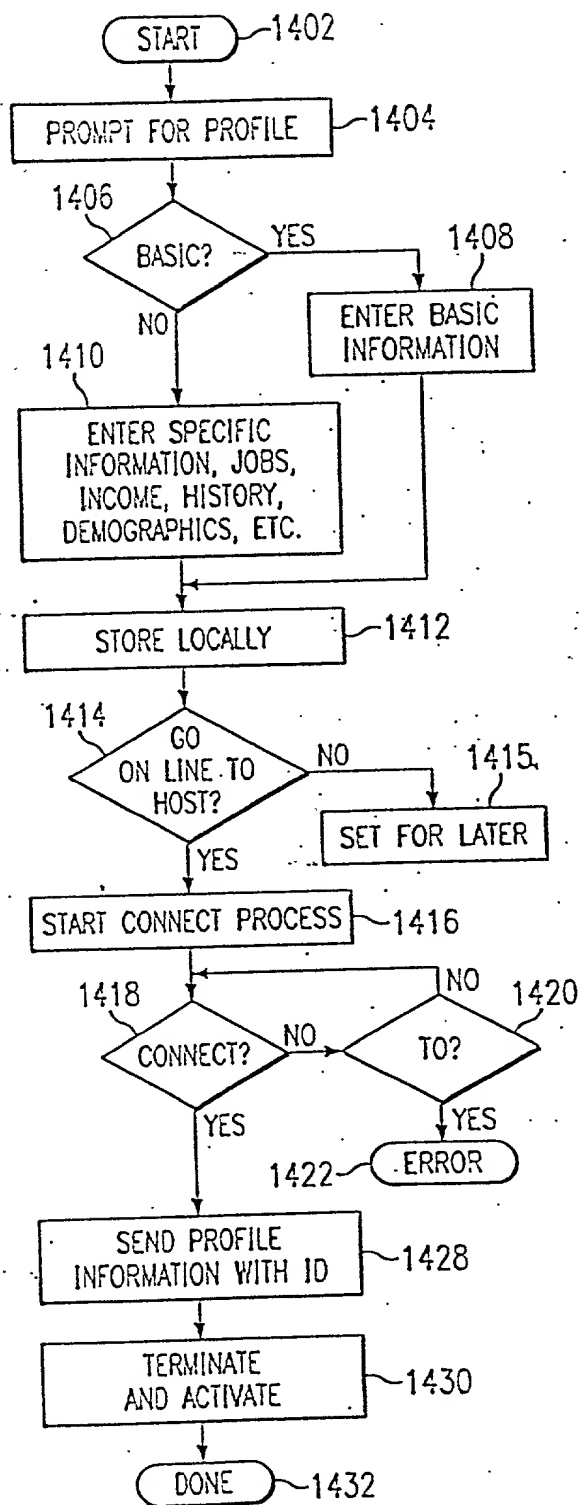 START 1402
PROMPT FOR PROFILE 1404
1406
BASIC?
YES
NO
1408
ENTER BASIC
INFORMATION
1410
ENTER SPECIFIC
INFORMATION, JOBS,
INCOME, HISTORY,
DEMOGRAPHICS, ETC.
STORE LOCALLY 1412
1414
GO
ON LINE TO
HOST?
NO
YES
1415
SET FOR LATER
START CONNECT PROCESS 1416
1418
CONNECT?
NO
YES
NO
1420
TO?
YES
1422 ERROR
SEND PROFILE
INFORMATION WITH ID
1428
TERMINATE
AND ACTIVATE
1430
DONE 1432